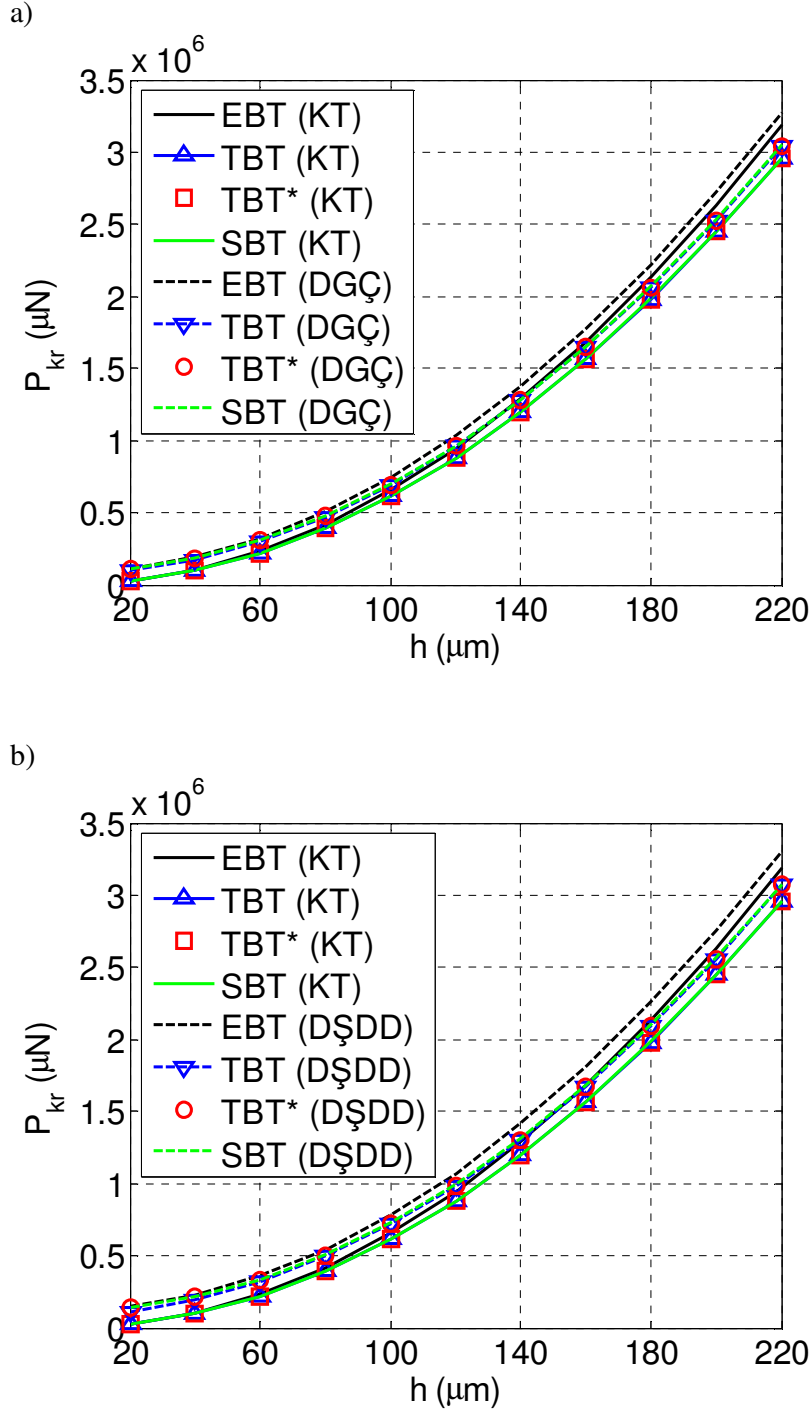 a)
x 10^6
3.5
3
2.5
2
1.5
1
0.5
0
P_kr (μN)
EBT (KT)
TBT (KT)
TBT* (KT)
SBT (KT)
EBT (DGÇ)
TBT (DGÇ)
TBT* (DGÇ)
SBT (DGÇ)
20 60 100 140 180 220
h (μm)
b)
x 10^6
3.5
3
2.5
2
1.5
1
0.5
0
P_kr (μN)
EBT (KT)
TBT (KT)
TBT* (KT)
SBT (KT)
EBT (DŞDD)
TBT (DŞDD)
TBT* (DŞDD)
SBT (DŞDD)
20 60 100 140 180 220
h (μm)